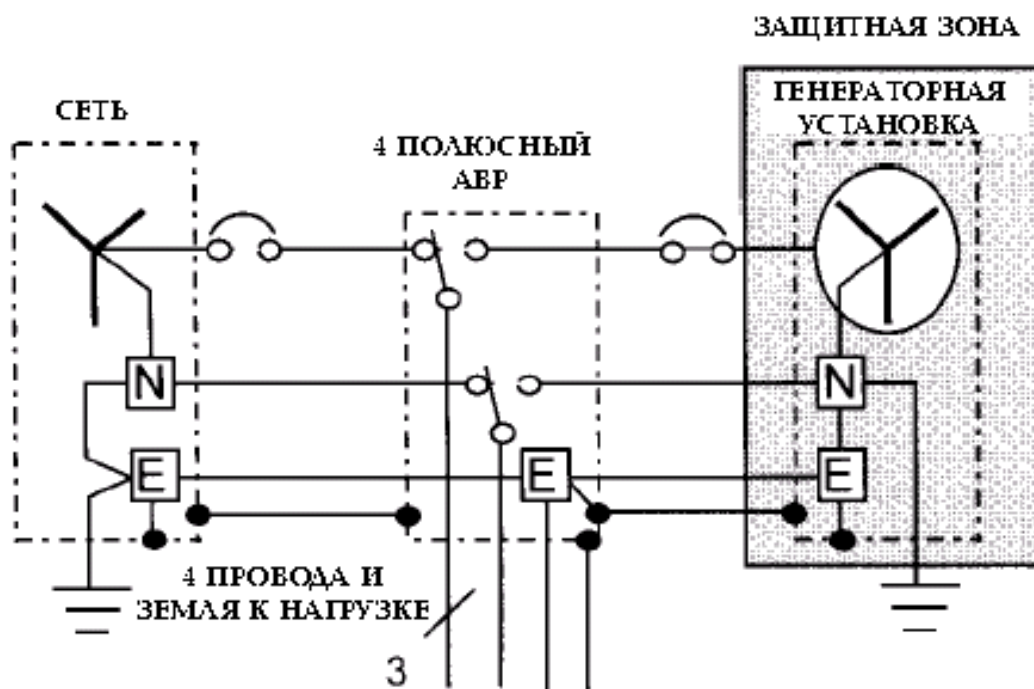 ЗАЩИТНАЯ ЗОНА
ГЕНЕРАТОРНАЯ
УСТАНОВКА
СЕТЬ
4 ПОЛЮСНЫЙ
АВР
N
N
E
E
E
4 ПРОВОДА И
ЗЕМЛЯ К НАГРУЗКЕ
3